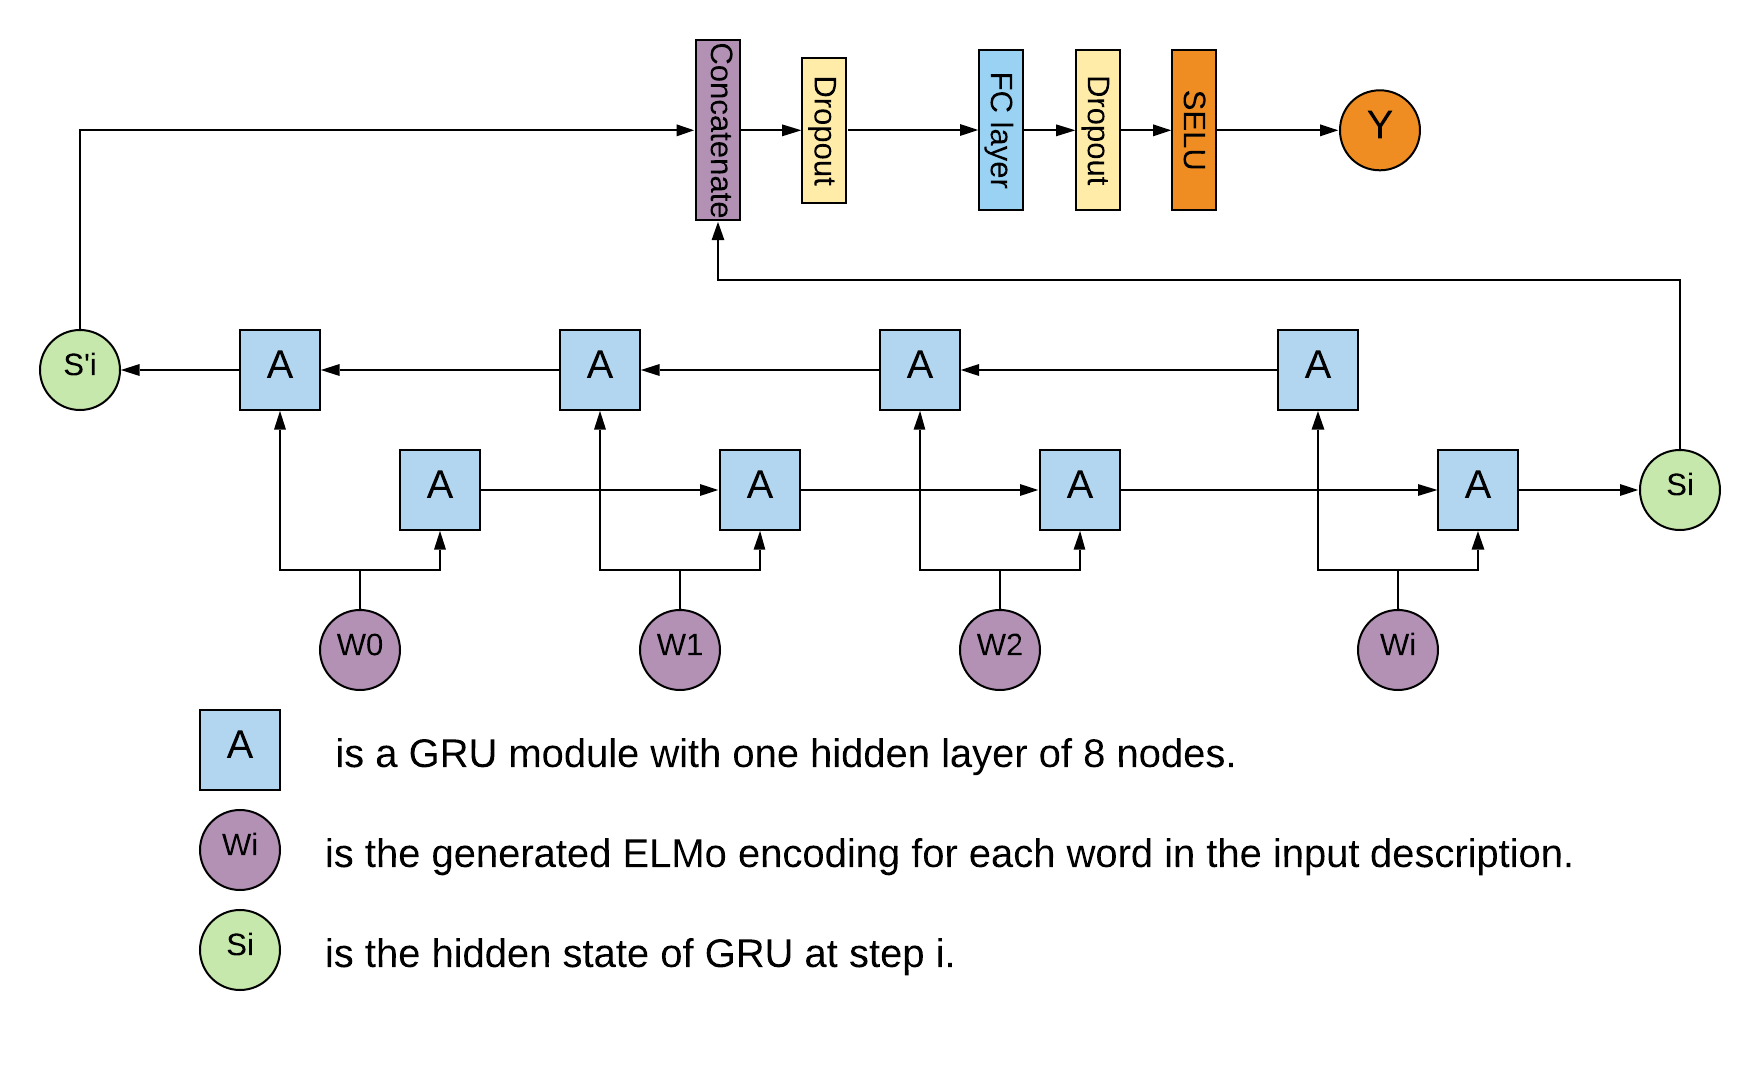 Concatenate
Dropout
FC layer
Dropout
SELU
Y
S'i
A
A
A
A
A
A
A
A
Si
W0
W1
W2
Wi
A
is a GRU module with one hidden layer of 8 nodes.
Wi
is the generated ELMo encoding for each word in the input description.
Si
is the hidden state of GRU at step i.